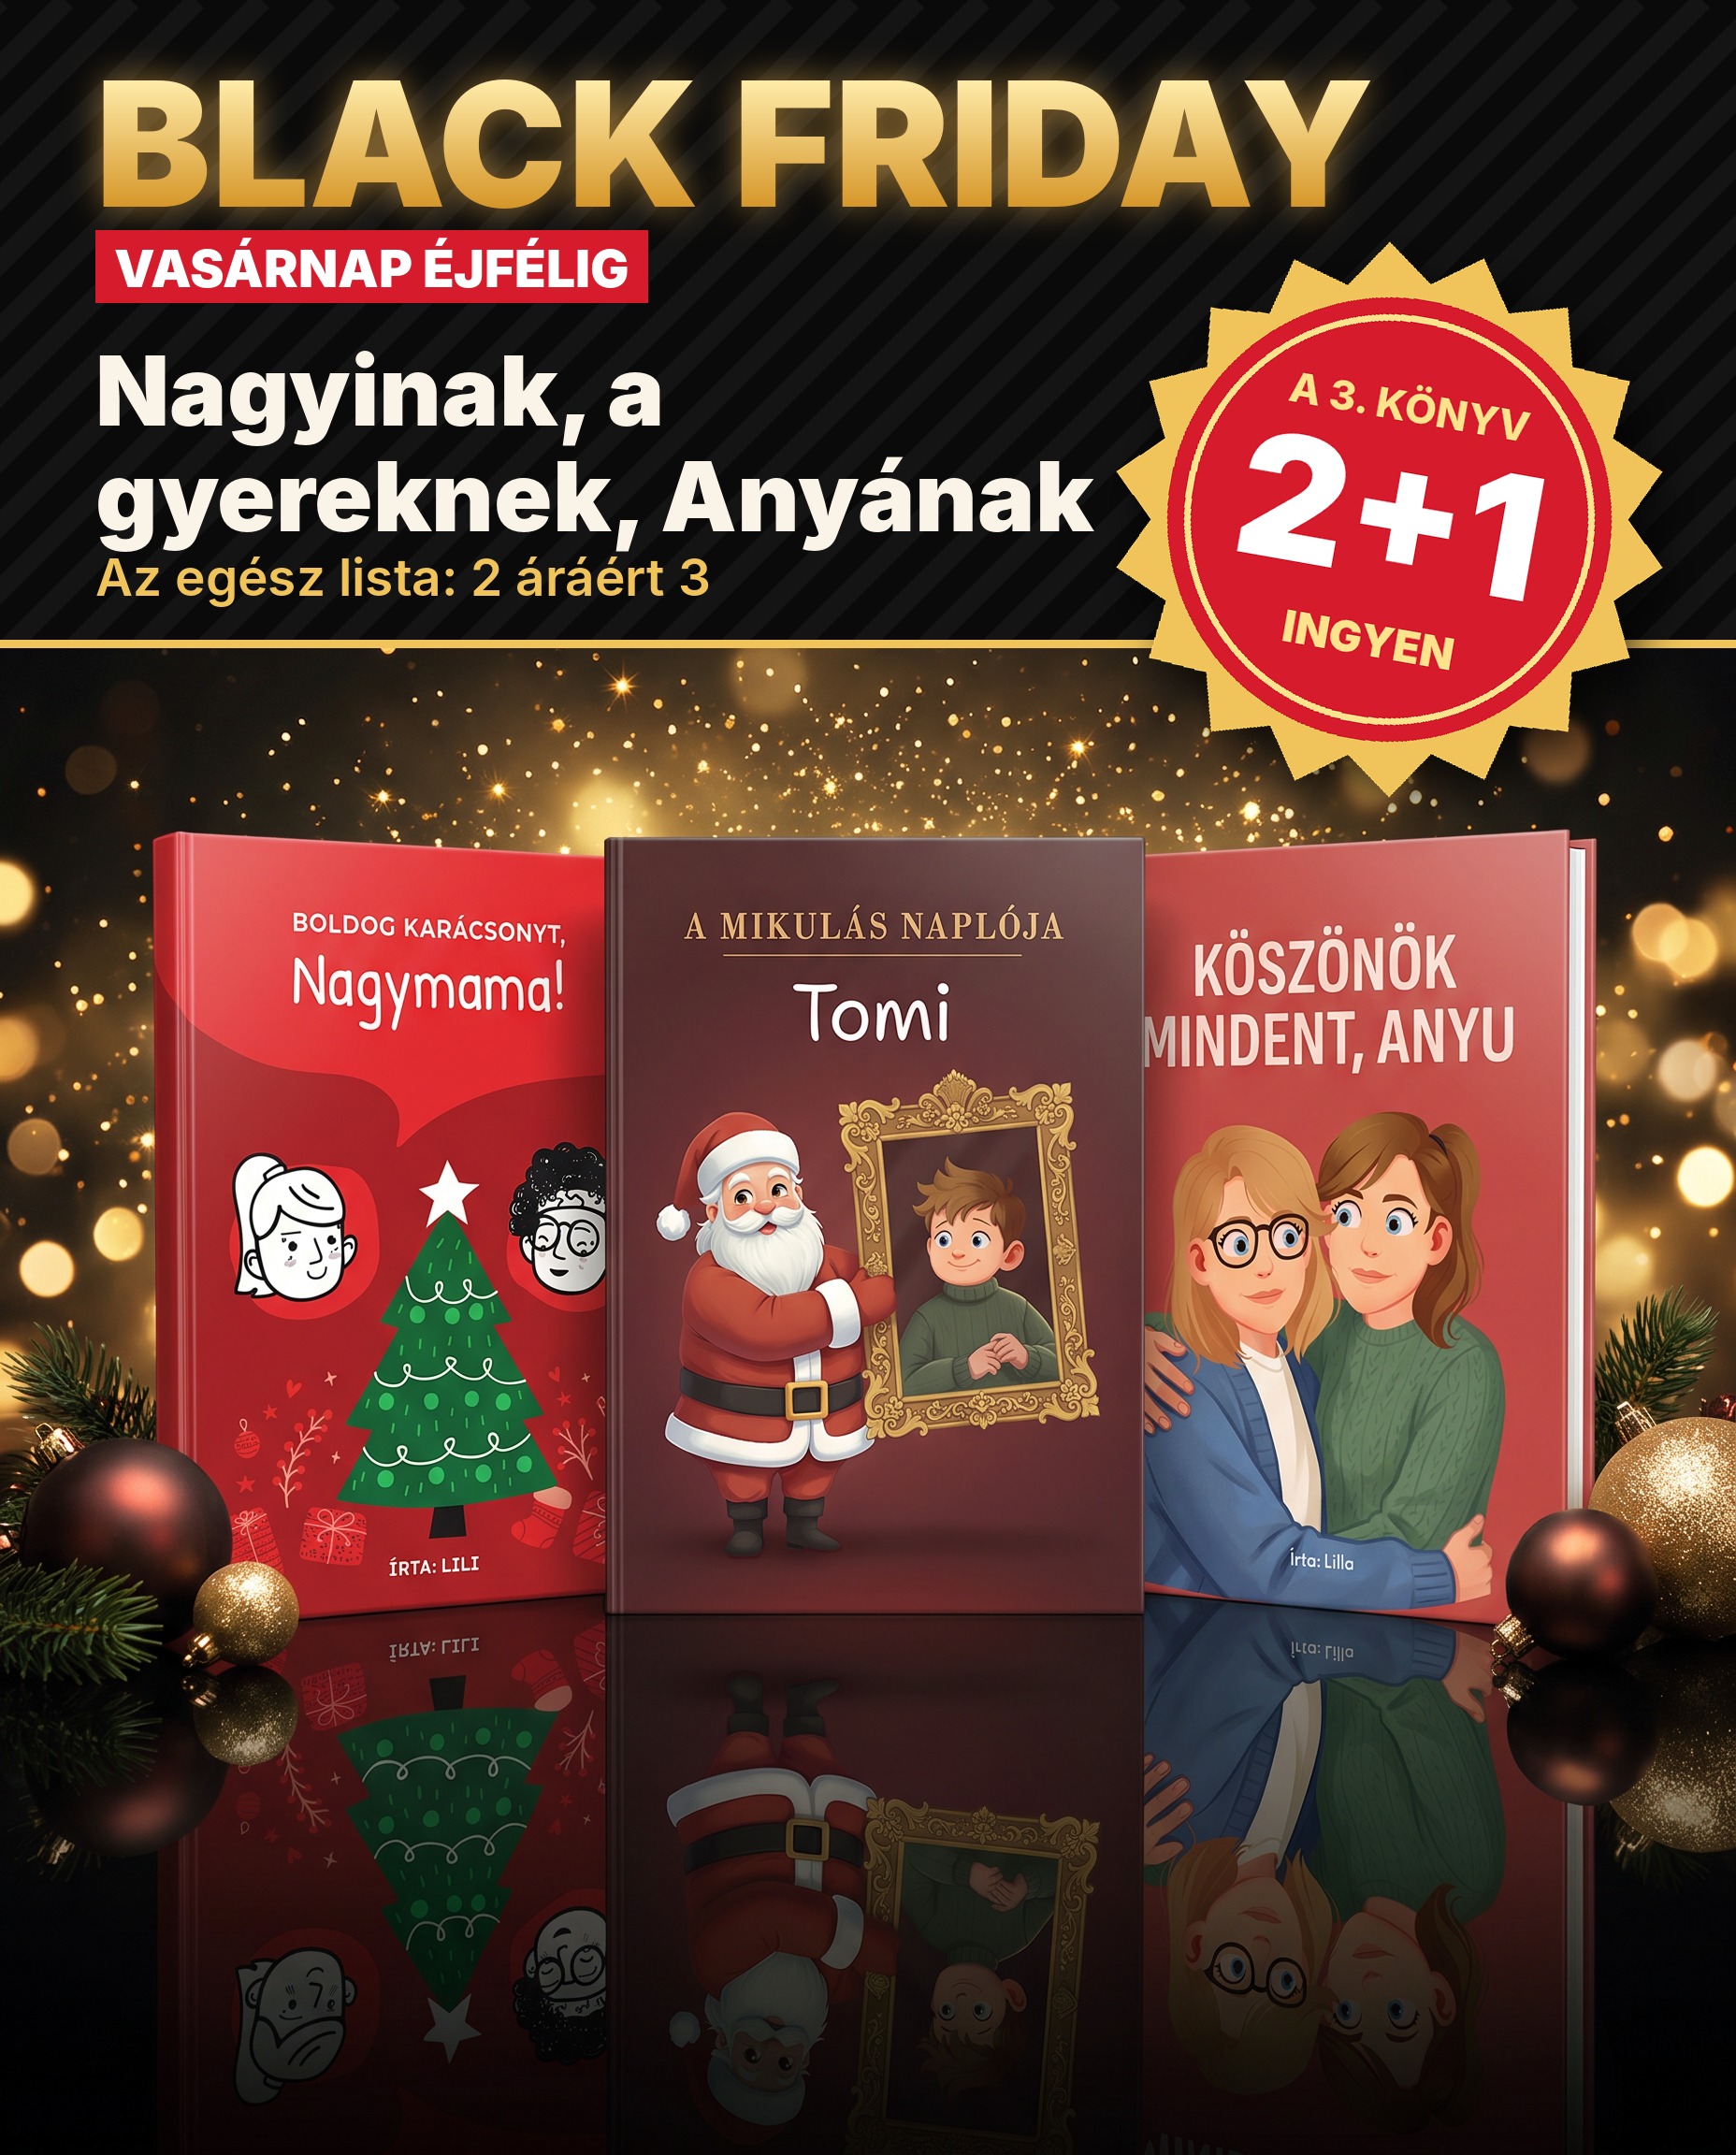 BLACK FRIDAY
VASÁRNAP ÉJFÉLIG
Nagyinak, a
gyereknek, Anyának
Az egész lista: 2 áráért 3
A 3. KÖNYV
2+1
INGYEN
BOLDOG KARÁCSONYT,
Nagymama!
ÍRTA: LILI
A MIKULÁS NAPLÓJA
Tomi
KÖSZÖNÖK
MINDENT, ANYU
Írta: Lilla